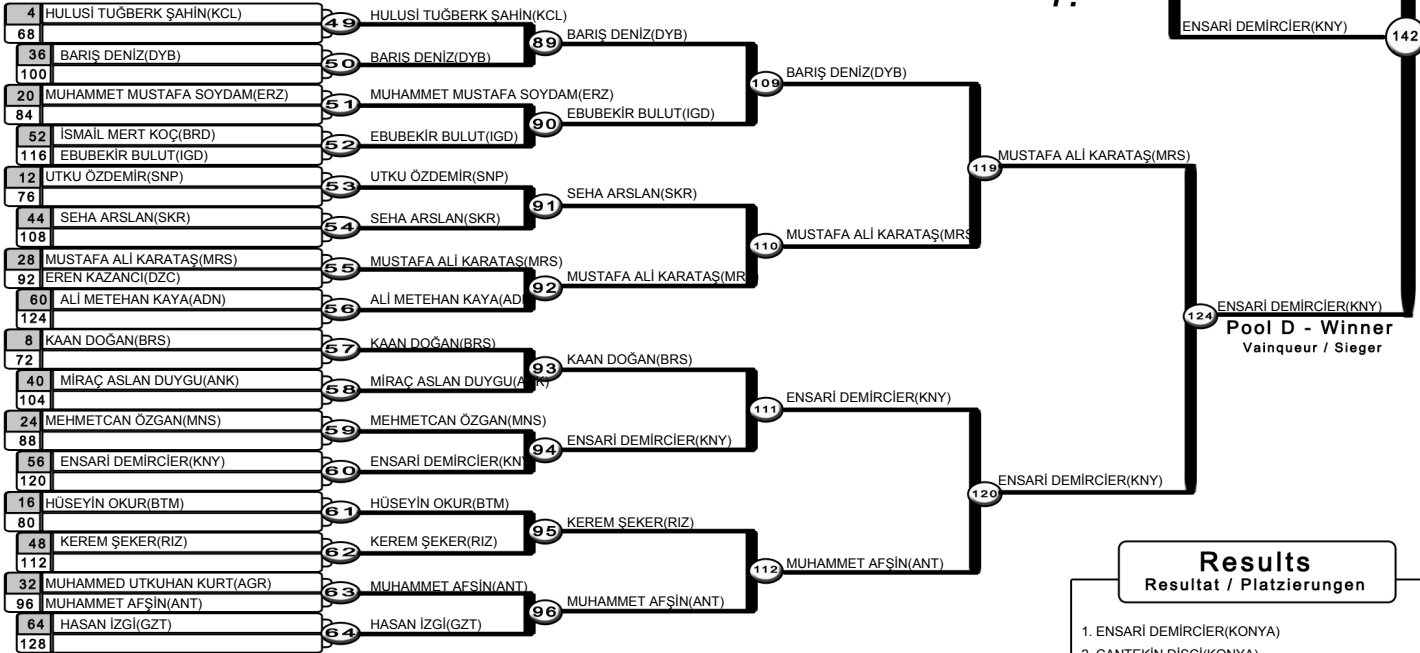 4 HULUSİ TUĞBERK ŞAHİN(KCL)
68
36 BARIŞ DENİZ(DYB)
100
20 MUHAMMET MUSTAFA SOYDAM(ERZ)
84
52 İSMAİL MERT KOÇ(BRD)
116 EBUBEKİR BULUT(IGD)
12 UTKU ÖZDEMİR(SNP)
76
44 SEHA ARSLAN(SKR)
108
28 MUSTAFA ALİ KARATAŞ(MRS)
92 EREN KAZANCI(DZC)
60 ALİ METEHAN KAYA(ADN)
124
8 KAAN DOĞAN(BRS)
72
40 MİRAÇ ASLAN DUYGU(ANK)
104
24 MEHMETCAN ÖZGAN(MNS)
88
56 ENSARİ DEMİRCİER(KNY)
120
16 HÜSEYİN OKUR(BTM)
80
48 KEREM ŞEKER(RIZ)
112
32 MUHAMMED UTKUHAN KURT(AGR)
96 MUHAMMET AFŞİN(ANT)
64 HASAN İZGİ(GZT)
128
49 HULUSİ TUĞBERK ŞAHİN(KCL)
50 BARIŞ DENİZ(DYB)
51 MUHAMMET MUSTAFA SOYDAM(ERZ)
52 EBUBEKİR BULUT(IGD)
53 UTKU ÖZDEMİR(SNP)
54 SEHA ARSLAN(SKR)
55 MUSTAFA ALİ KARATAŞ(MRS)
56 ALİ METEHAN KAYA(AD
57 KAAN DOĞAN(BRS)
58 MİRAÇ ASLAN DUYGU(A K)
59 MEHMETCAN ÖZGAN(MNS)
60 ENSARİ DEMİRCİER(KN
61 HÜSEYİN OKUR(BTM)
62 KEREM ŞEKER(RIZ)
63 MUHAMMET AFŞİN(ANT)
64 HASAN İZGİ(GZT)
89 BARIŞ DENİZ(DYB)
90 EBUBEKİR BULUT(IGD)
91 SEHA ARSLAN(SKR)
92 MUSTAFA ALİ KARATAŞ(MR
93 KAAN DOĞAN(BRS)
94 ENSARİ DEMİRCİER(KNY)
95 KEREM ŞEKER(RIZ)
96 MUHAMMET AFŞİN(ANT)
109 BARIŞ DENİZ(DYB)
110 MUSTAFA ALİ KARATAŞ(MRS
111 ENSARİ DEMİRCİER(KNY)
112 MUHAMMET AFŞİN(ANT)
119 MUSTAFA ALİ KARATAŞ(MRS)
120 ENSARİ DEMİRCİER(KNY)
124 ENSARİ DEMİRCİER(KNY)
Pool D - Winner
Vainqueur / Sieger
ENSARİ DEMİRCİER(KNY)
142
Results
Resultat / Platzierungen
1. ENSARİ DEMİRCİER(KONYA)